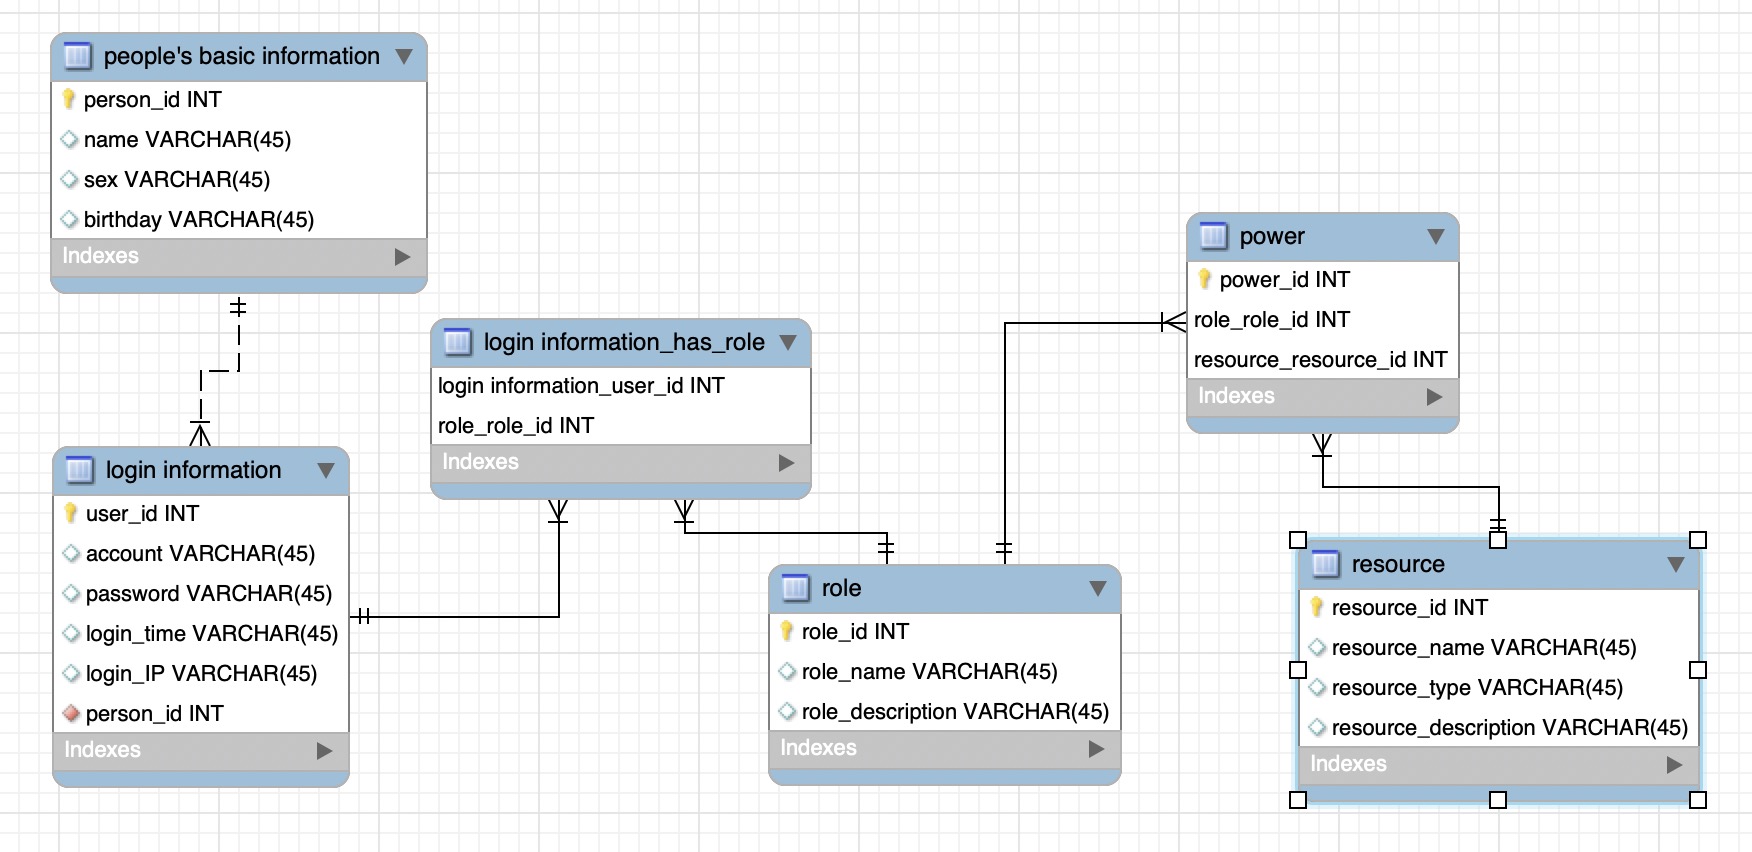 people's basic information
person_id INT
name VARCHAR(45)
sex VARCHAR(45)
birthday VARCHAR(45)
Indexes
login information
user_id INT
account VARCHAR(45)
password VARCHAR(45)
login_time VARCHAR(45)
login_IP VARCHAR(45)
person_id INT
Indexes
login information_has_role
login information_user_id INT
role_role_id INT
Indexes
role
role_id INT
role_name VARCHAR(45)
role_description VARCHAR(45)
Indexes
power
power_id INT
role_role_id INT
resource_resource_id INT
Indexes
resource
resource_id INT
resource_name VARCHAR(45)
resource_type VARCHAR(45)
resource_description VARCHAR(45)
Indexes